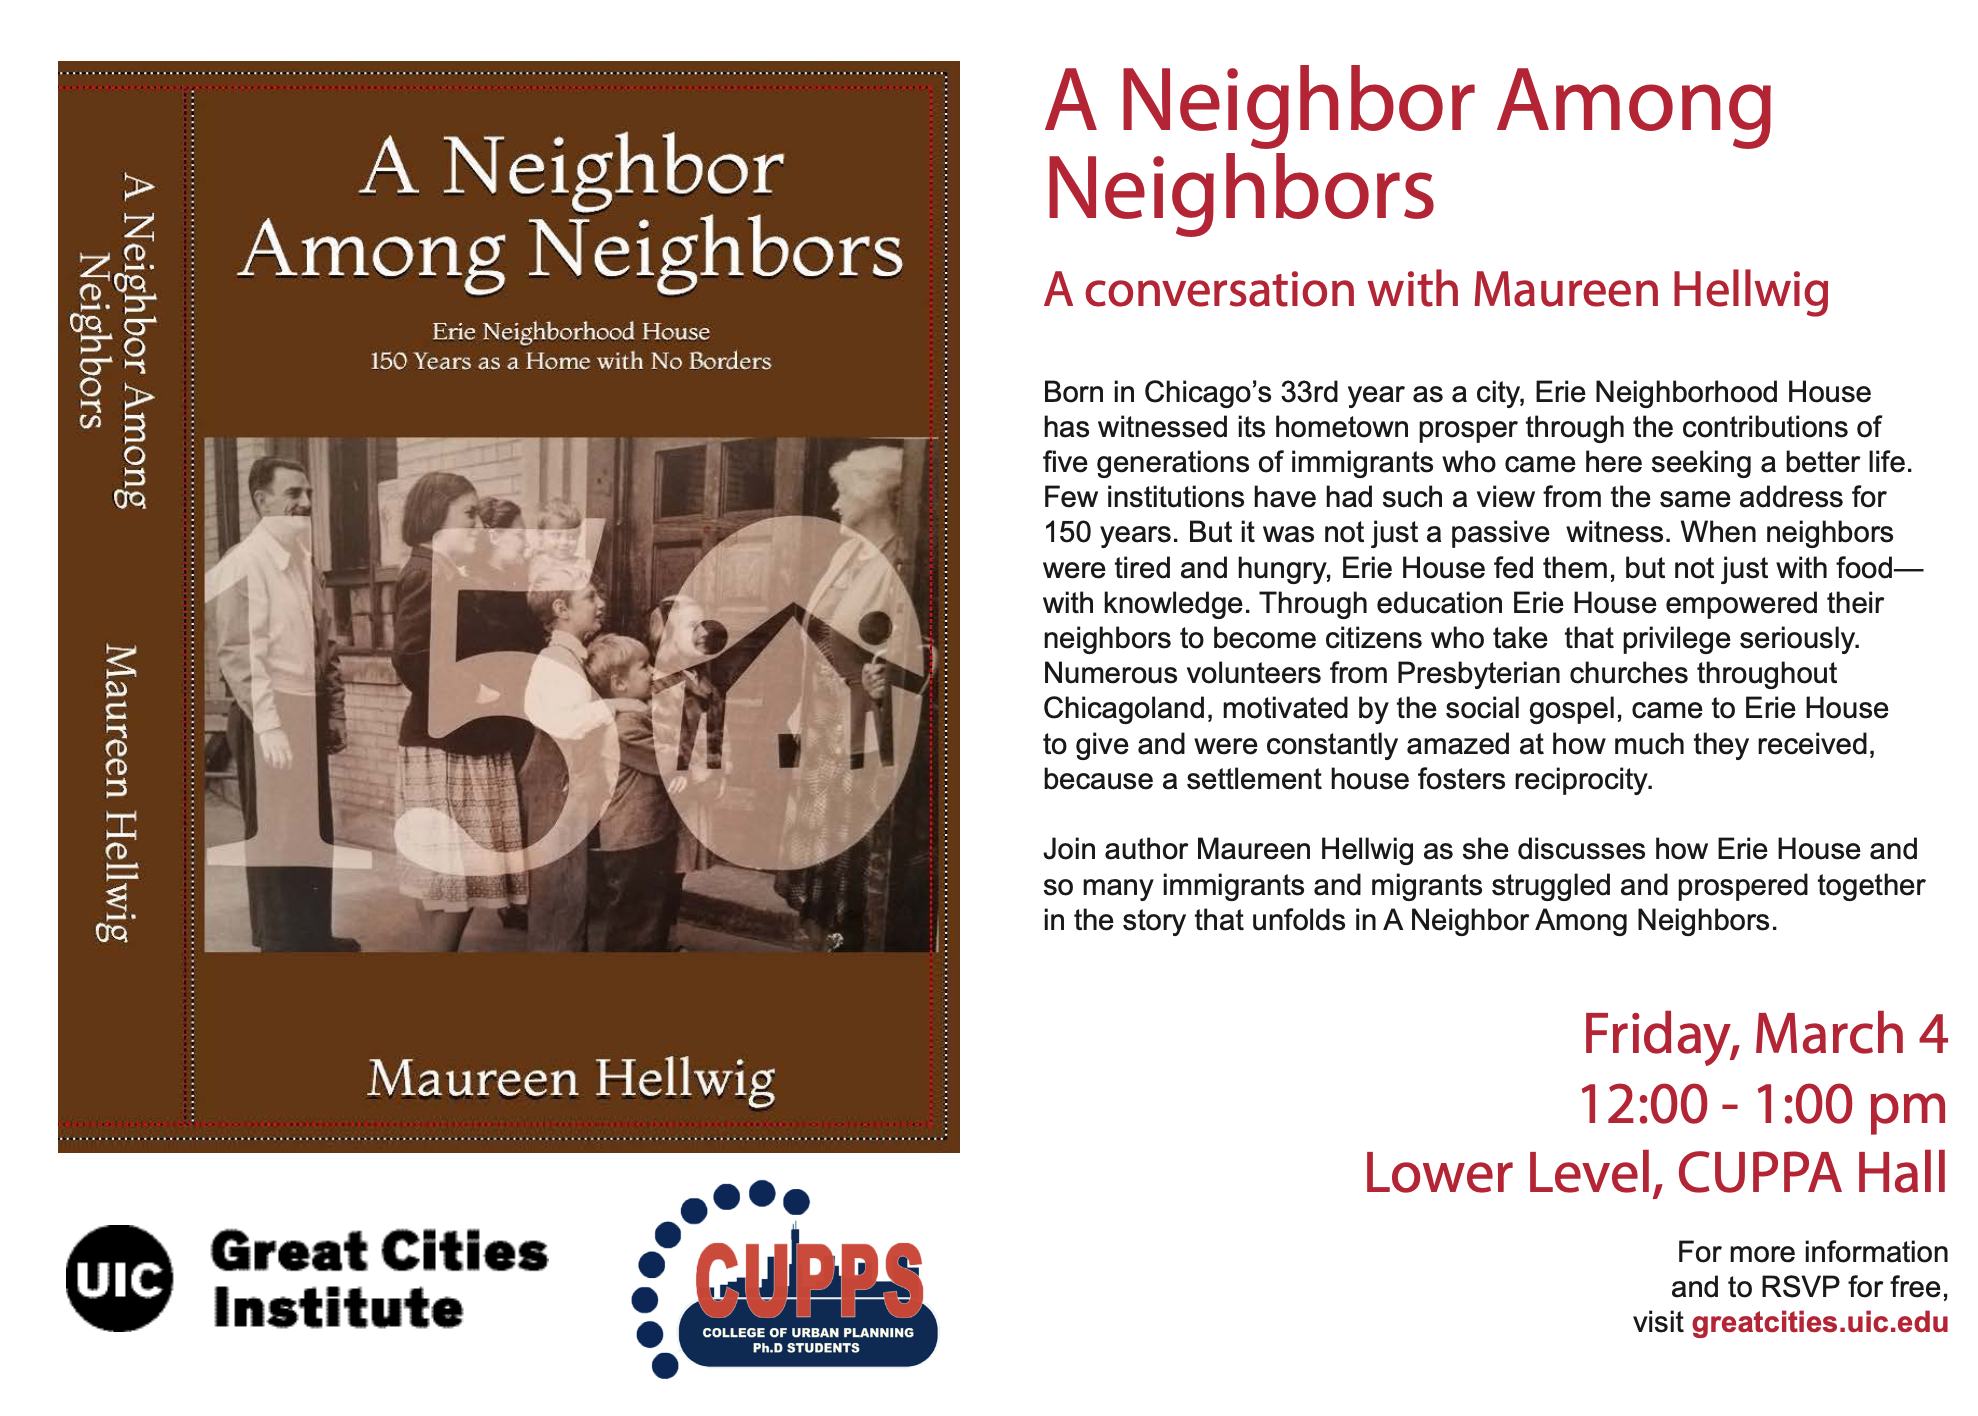 A Neighbor Among
Neighbors
Maureen Hellwig
A Neighbor
Among Neighbors
Erie Neighborhood House
150 Years as a Home with No Borders
150
Maureen Hellwig
UIC
Great Cities
Institute
CUPPS
COLLEGE OF URBAN PLANNING
Ph.D STUDENTS
A Neighbor Among
Neighbors
A conversation with Maureen Hellwig
Born in Chicago’s 33rd year as a city, Erie Neighborhood House
has witnessed its hometown prosper through the contributions of
five generations of immigrants who came here seeking a better life.
Few institutions have had such a view from the same address for
150 years. But it was not just a passive  witness. When neighbors
were tired and hungry, Erie House fed them, but not just with food—
with knowledge. Through education Erie House empowered their
neighbors to become citizens who take  that privilege seriously.
Numerous volunteers from Presbyterian churches throughout
Chicagoland, motivated by the social gospel, came to Erie House
to give and were constantly amazed at how much they received,
because a settlement house fosters reciprocity.
Join author Maureen Hellwig as she discusses how Erie House and
so many immigrants and migrants struggled and prospered together
in the story that unfolds in A Neighbor Among Neighbors.
Friday, March 4
12:00 - 1:00 pm
Lower Level, CUPPA Hall
For more information
and to RSVP for free,
visit greatcities.uic.edu